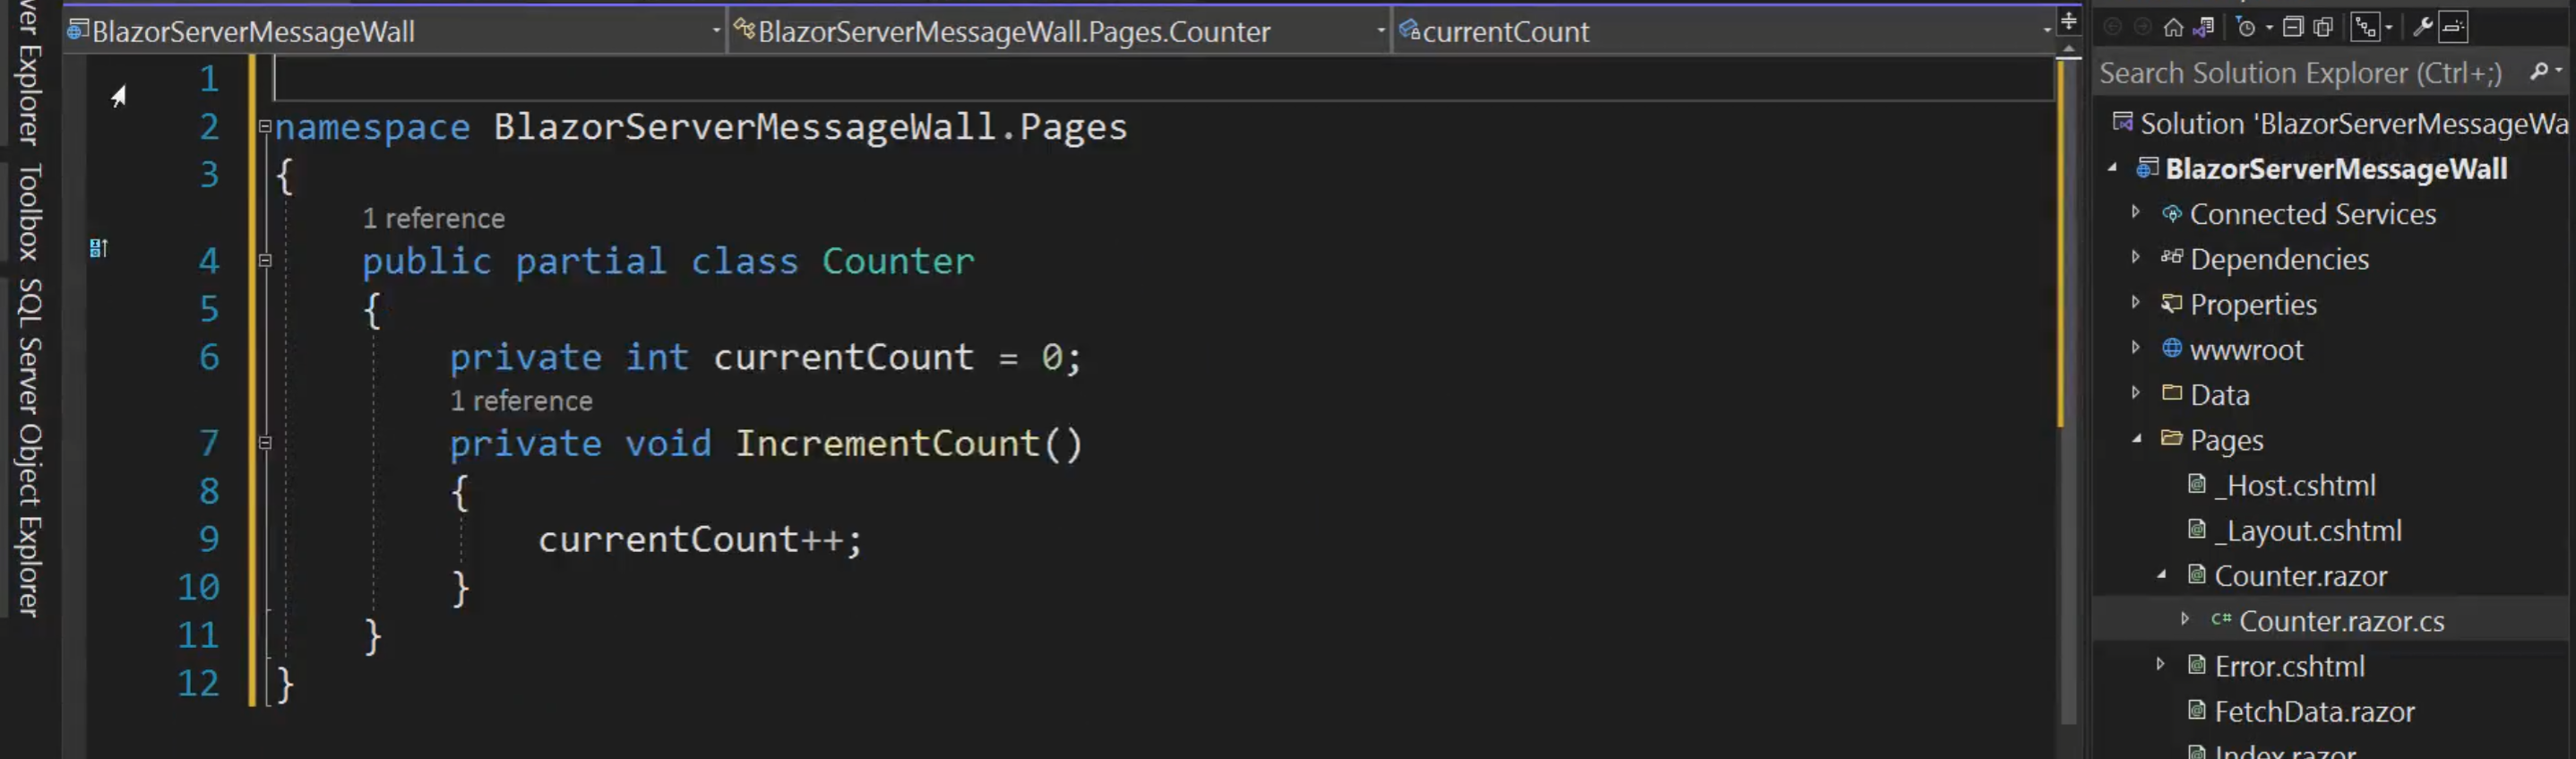 BlazorServerMessageWall
BlazorServerMessageWall.Pages.Counter
currentCount
1
2 namespace BlazorServerMessageWall.Pages
3 {
1 reference
4 public partial class Counter
5 {
6 private int currentCount = 0;
1 reference
7 private void IncrementCount()
8 {
9 currentCount++;
10 }
11 }
12 }
Explorer
Toolbox
SQL Server Object Explorer
Search Solution Explorer (Ctrl+;)
Solution 'BlazorServerMessageWa
BlazorServerMessageWall
Connected Services
Dependencies
Properties
wwwroot
Data
Pages
_Host.cshtml
_Layout.cshtml
Counter.razor
C# Counter.razor.cs
Error.cshtml
FetchData.razor
Index.razor